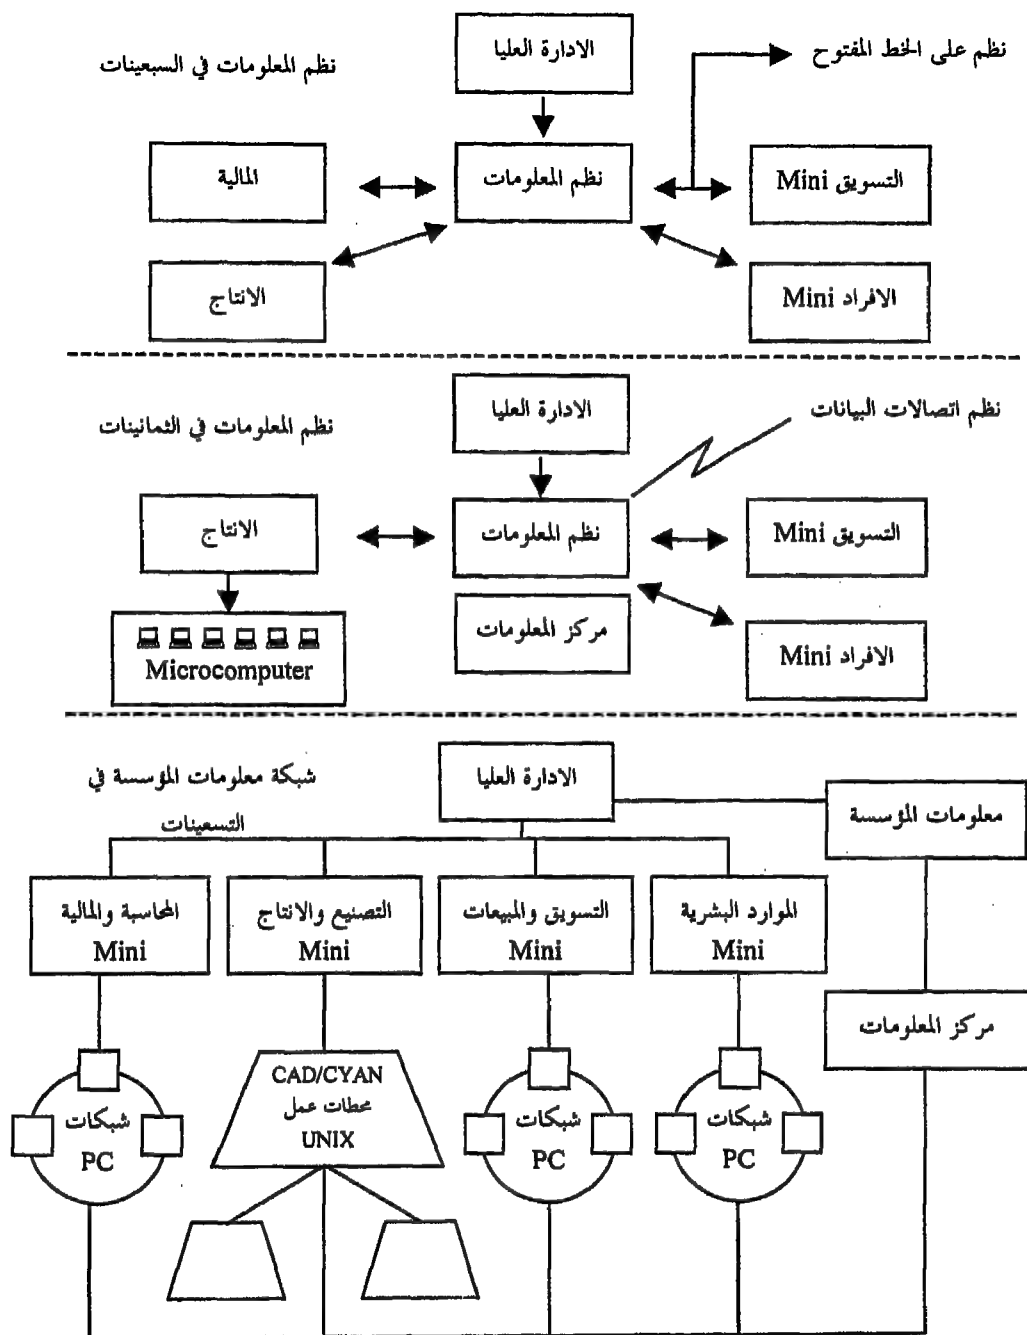 نظم المعلومات في السبعينات
الادارة العليا
نظم على الخط المفتوح
المالية
نظم المعلومات
التسويق Mini
الانتاج
الافراد Mini
نظم المعلومات في الثمانينات
الادارة العليا
نظم اتصالات البيانات
الانتاج
نظم المعلومات
التسويق Mini
Microcomputer
مركز المعلومات
الافراد Mini
شبكة معلومات المؤسسة في
التسعينات
الادارة العليا
معلومات المؤسسة
الموارد البشرية
Mini
التسويق والمبيعات
Mini
التصنيع والانتاج
Mini
المحاسبة والمالية
Mini
مركز المعلومات
شبكات
PC
شبكات
PC
CAD/CYAN
محطات عمل
UNIX
شبكات
PC